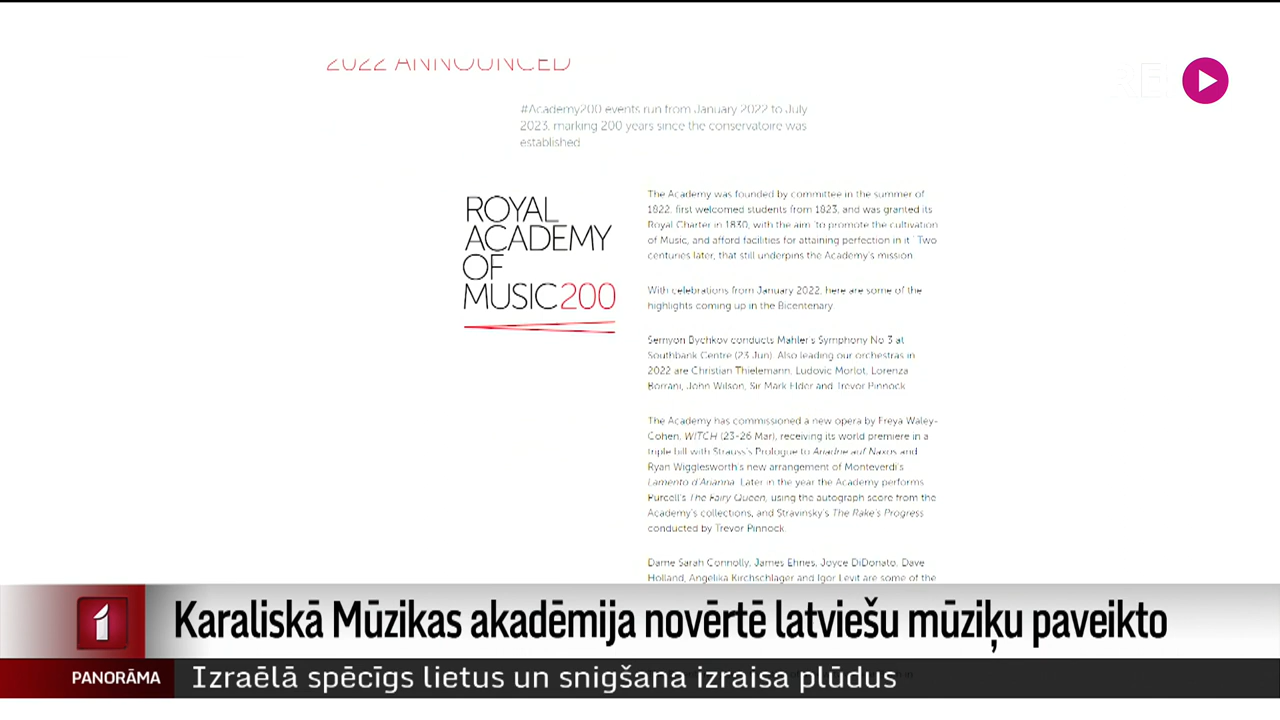 2022 ANNOUNCED
#Academy200 events run from January 2022 to July
2023, marking 200 years since the conservatoire was
established
ROYAL
ACADEMY
OF
MUSIC200
The Academy was founded by committee in the summer of
1822, first welcomed students from 1823, and was granted its
Royal Charter in 1830, with the aim 'to promote the cultivation
of Music, and afford facilities for attaining perfection in it.' Two
centuries later, that still underpins the Academy's mission.
With celebrations from January 2022, here are some of the
highlights coming up in the Bicentenary.
Semyon Bychkov conducts Mahler's Symphony No 3 at
Southbank Centre (23 Jun). Also leading our orchestras in
2022 are Christian Thielemann, Ludovic Morlot, Lorenza
Borrani, John Wilson, Sir Mark Elder and Trevor Pinnock.
The Academy has commissioned a new opera by Freya Waley-
Cohen, WITCH (23-26 Mar), receiving its world premiere in a
triple bill with Strauss's Prologue to Ariadne auf Naxos and
Ryan Wigglesworth's new arrangement of Monteverdi's
Lamento d'Arianna. Later in the year the Academy performs
Purcell's The Fairy Queen, using the autograph score from the
Academy's collections, and Stravinsky's The Rake's Progress
conducted by Trevor Pinnock.
Dame Sarah Connolly, James Ehnes, Joyce DiDonato, Dave
Holland, Angelika Kirchschlager and Igor Levit are some of the
1
Karaliskā Mūzikas akadēmija novērtē latviešu mūziķu paveikto
PANORĀMA
Izraēlā spēcīgs lietus un snigšana izraisa plūdus